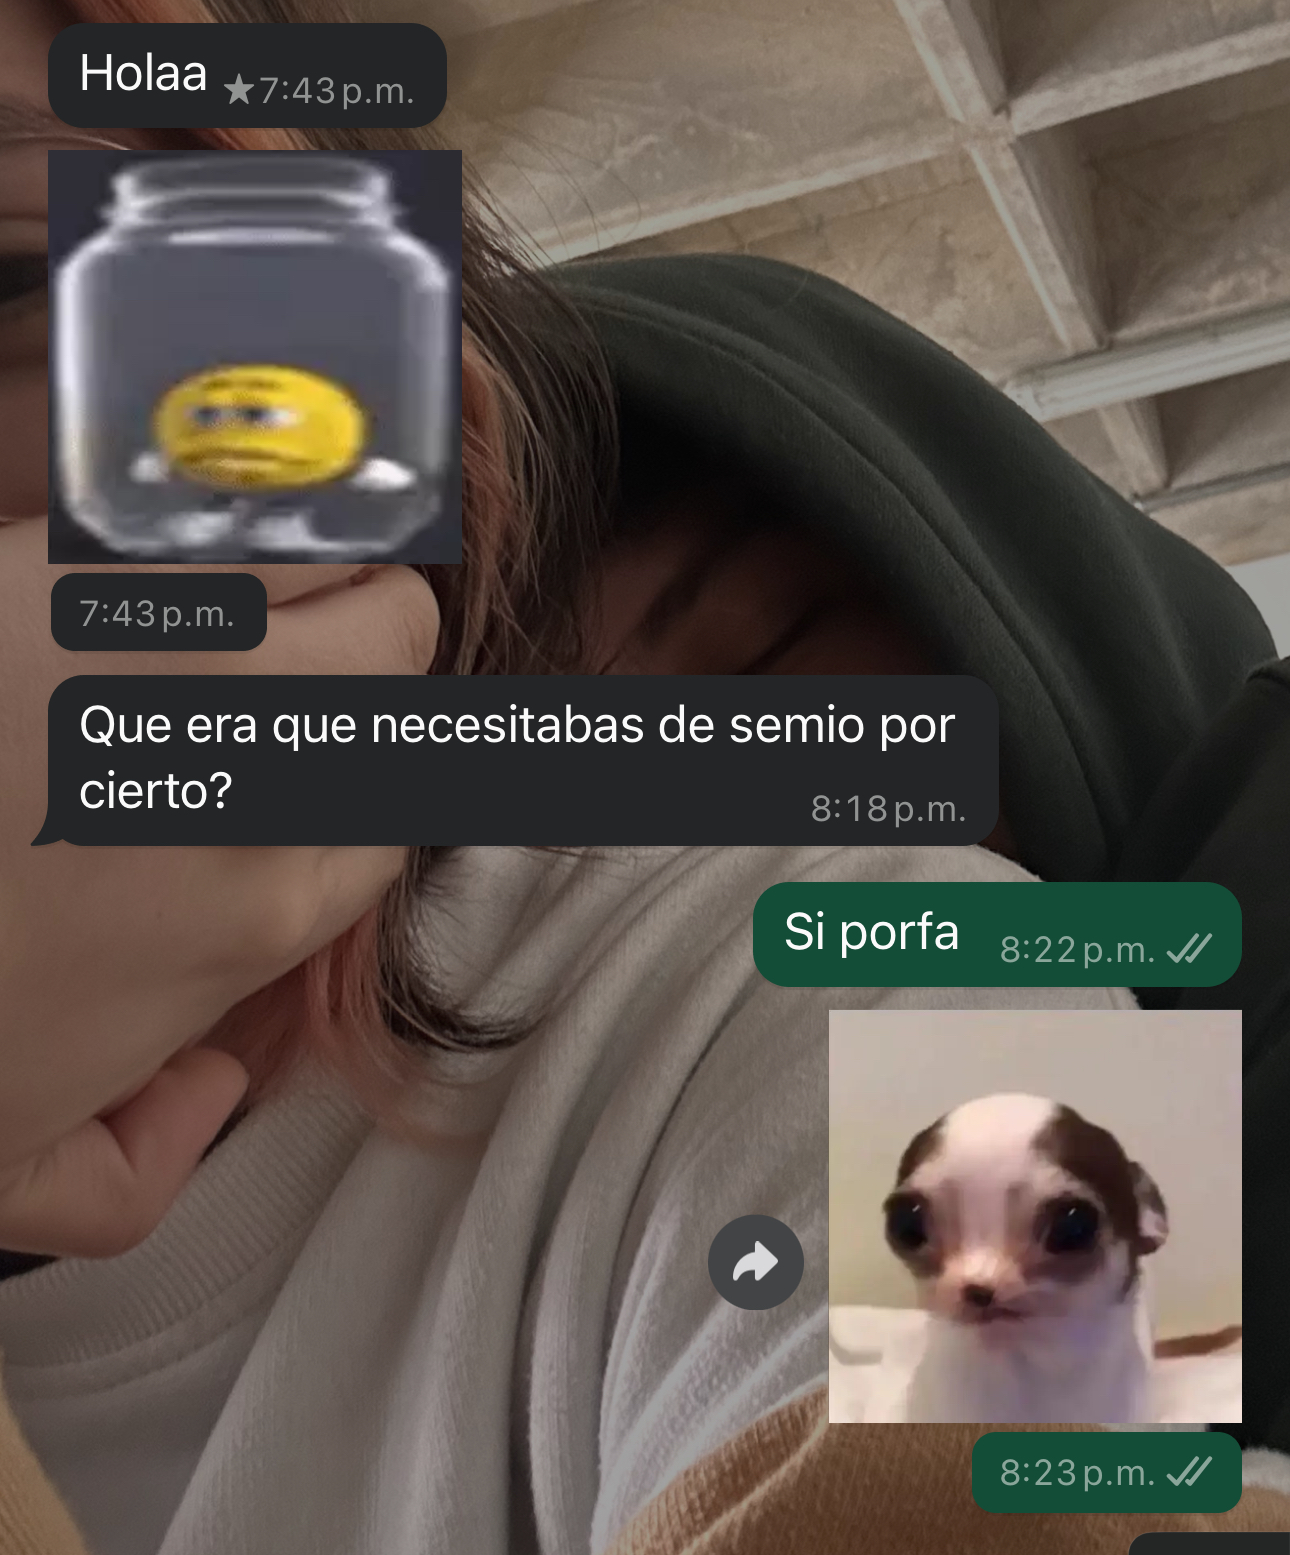 Holaa ★7:43 p.m.
7:43 p.m.
Que era que necesitabas de semio por
cierto?
8:18 p.m.
Si porfa 8:22 p.m.
8:23 p.m.